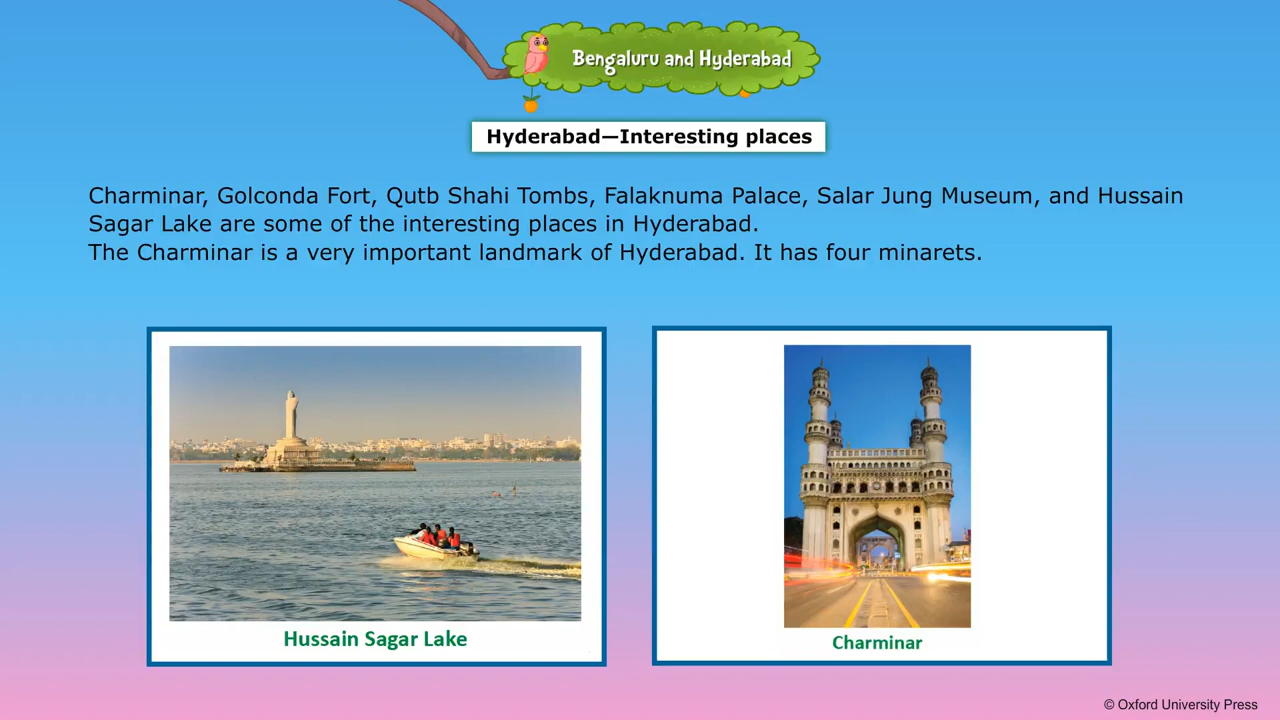 Bengaluru and Hyderabad
Hyderabad—Interesting places
Charminar, Golconda Fort, Qutb Shahi Tombs, Falaknuma Palace, Salar Jung Museum, and Hussain
Sagar Lake are some of the interesting places in Hyderabad.
The Charminar is a very important landmark of Hyderabad. It has four minarets.
Hussain Sagar Lake
Charminar
© Oxford University Press